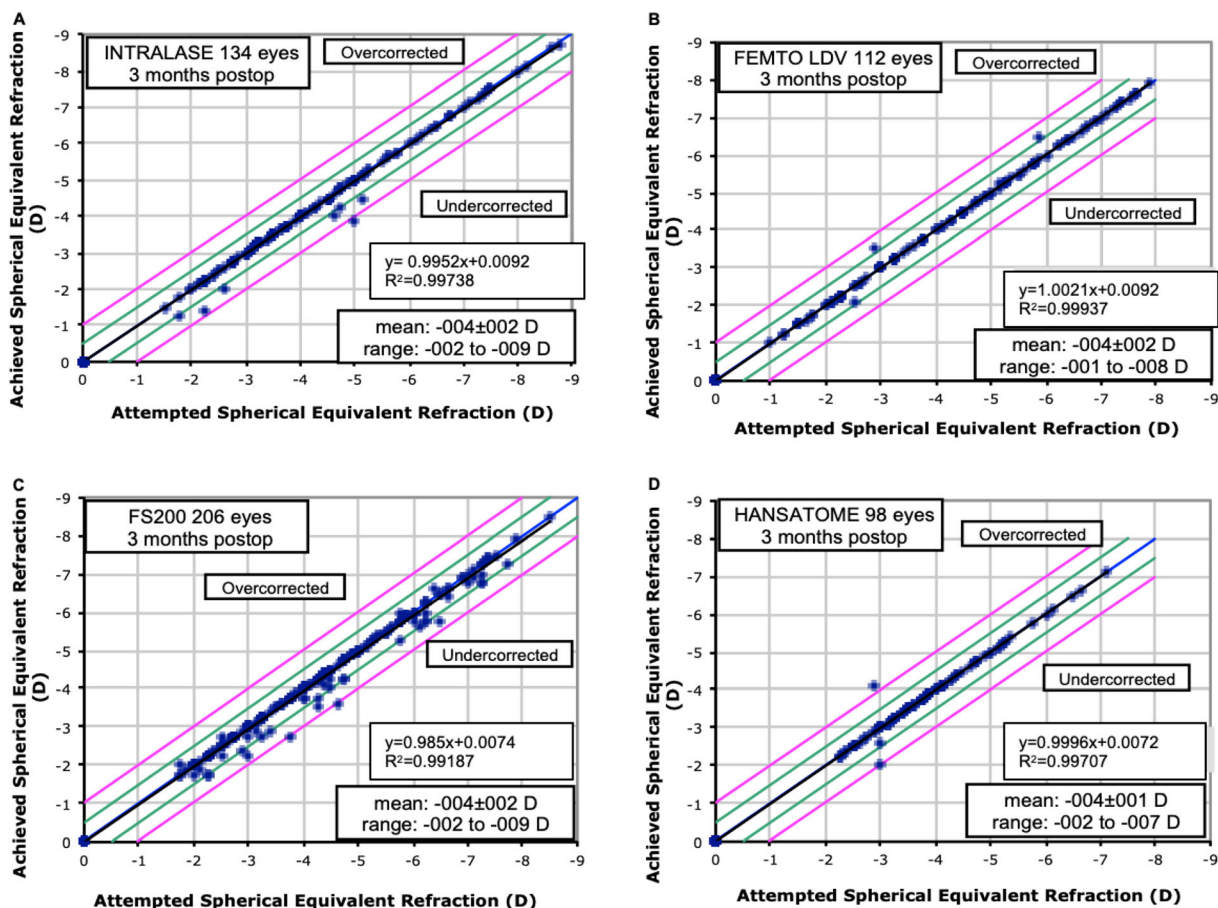 A
INTRALASE 134 eyes
3 months postop
Overcorrected
Undercorrected
y= 0.9952x+0.0092
R²=0.99738
mean: -004±002 D
range: -002 to -009 D
-9
-8
-7
-6
-5
-4
-3
-2
-1
0
0
-1
-2
-3
-4
-5
-6
-7
-8
-9
Achieved Spherical Equivalent Refraction
(D)
Attempted Spherical Equivalent Refraction (D)
B
FEMTO LDV 112 eyes
3 months postop
Overcorrected
Undercorrected
y=1.0021x+0.0092
R²=0.99937
mean: -004±002 D
range: -001 to -008 D
-9
-8
-7
-6
-5
-4
-3
-2
-1
0
0
-1
-2
-3
-4
-5
-6
-7
-8
-9
Achieved Spherical Equivalent Refraction
(D)
Attempted Spherical Equivalent Refraction (D)
C
FS200 206 eyes
3 months postop
Overcorrected
Undercorrected
y=0.985x+0.0074
R²=0.99187
mean: -004±002 D
range: -002 to -009 D
-9
-8
-7
-6
-5
-4
-3
-2
-1
0
0
-1
-2
-3
-4
-5
-6
-7
-8
-9
Achieved Spherical Equivalent Refraction
(D)
Attempted Spherical Equivalent Refraction (D)
D
HANSATOME 98 eyes
3 months postop
Overcorrected
Undercorrected
y=0.9996x+0.0072
R²=0.99707
mean: -004±001 D
range: -002 to -007 D
-9
-8
-7
-6
-5
-4
-3
-2
-1
0
0
-1
-2
-3
-4
-5
-6
-7
-8
-9
Achieved Spherical Equivalent Refraction
(D)
Attempted Spherical Equivalent Refraction (D)